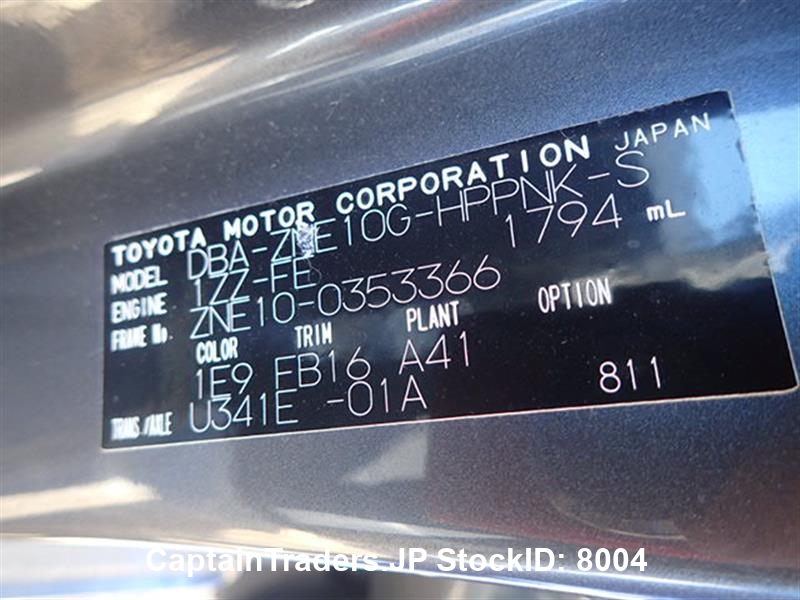 TOYOTA MOTOR CORPORATION JAPAN
MODEL DBA-ZNE10G-HPPNK-S
ENGINE 1ZZ-FE 1794 mL
FRAME No. ZNE10-0353366
COLOR TRIM PLANT OPTION
1E9 FB16 A41
TRANS./AXLE U341E -01A 811
CaptainTraders.JP StockID: 8004